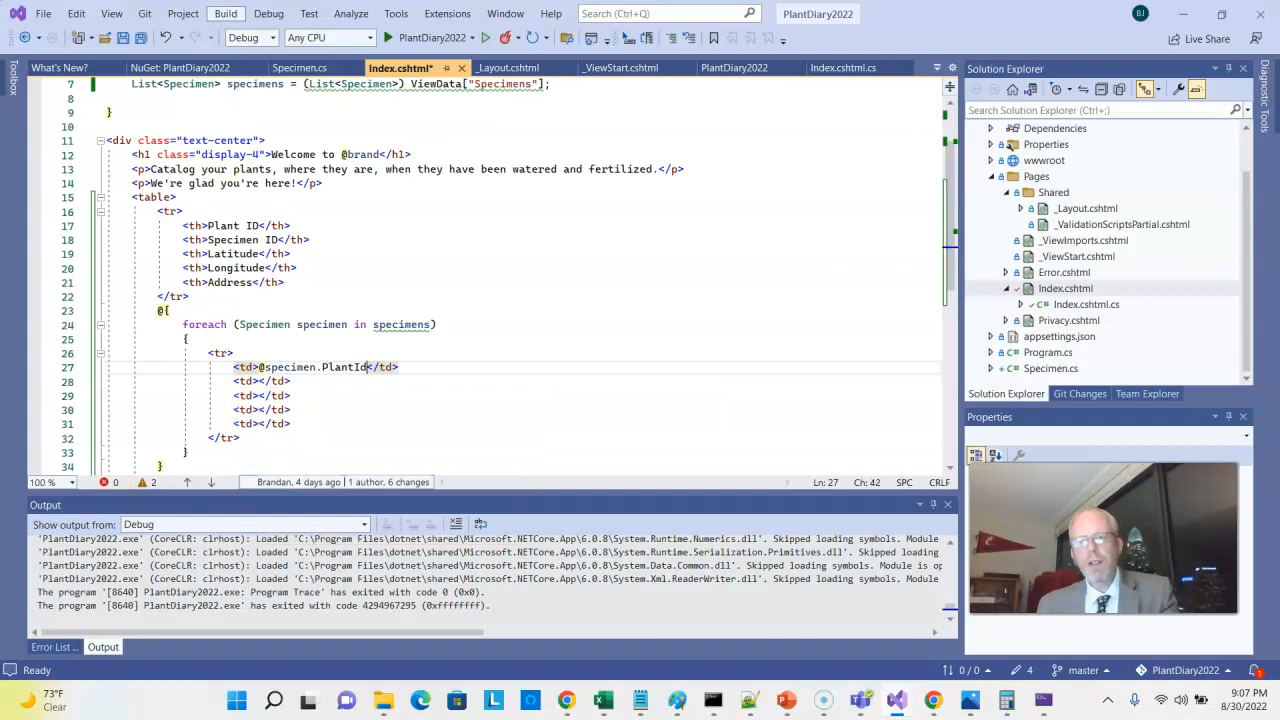 File Edit View Git Project Build Debug Test Analyze Tools Extensions Window Help Search (Ctrl+Q) PlantDiary2022 BJ
Debug Any CPU PlantDiary2022 Live Share
What's New? NuGet: PlantDiary2022 Specimen.cs Index.cshtml* _Layout.cshtml _ViewStart.cshtml PlantDiary2022 Index.cshtml.cs
Toolbox
7 List<Specimen> specimens = (List<Specimen>) ViewData["Specimens"];
8
9 }
10
11 <div class="text-center">
12 <h1 class="display-4">Welcome to @brand</h1>
13 <p>Catalog your plants, where they are, when they have been watered and fertilized.</p>
14 <p>We're glad you're here!</p>
15 <table>
16 <tr>
17 <th>Plant ID</th>
18 <th>Specimen ID</th>
19 <th>Latitude</th>
20 <th>Longitude</th>
21 <th>Address</th>
22 </tr>
23 @{
24 foreach (Specimen specimen in specimens)
25 {
26 <tr>
27 <td>@specimen.PlantId</td>
28 <td></td>
29 <td></td>
30 <td></td>
31 <td></td>
32 </tr>
33 }
34 }
100 % 0 2 Brandan, 4 days ago | 1 author, 6 changes Ln: 27 Ch: 42 SPC CRLF
Output
Show output from: Debug
'PlantDiary2022.exe' (CoreCLR: clrhost): Loaded 'C:\Program Files\dotnet\shared\Microsoft.NETCore.App\6.0.8\System.Runtime.Numerics.dll'. Skipped loading
'PlantDiary2022.exe' (CoreCLR: clrhost): Loaded 'C:\Program Files\dotnet\shared\Microsoft.NETCore.App\6.0.8\System.Runtime.Serialization.Primitives.dll'. Skipped loading
'PlantDiary2022.exe' (CoreCLR: clrhost): Loaded 'C:\Program Files\dotnet\shared\Microsoft.NETCore.App\6.0.8\System.Data.Common.dll'. Skipped loading symbols. Module is op
'PlantDiary2022.exe' (CoreCLR: clrhost): Loaded 'C:\Program Files\dotnet\shared\Microsoft.NETCore.App\6.0.8\System.Xml.ReaderWriter.dll'. Skipped loading symbols. Module
The program '[8640] PlantDiary2022.exe: Program Trace' has exited with code 0 (0x0).
The program '[8640] PlantDiary2022.exe' has exited with code 4294967295 (0xffffffff).
Error List ... Output
Solution Explorer
Search Solution Explorer (Ctrl+;)
Dependencies
Properties
wwwroot
Pages
Shared
_Layout.cshtml
_ValidationScriptsPartial.cshtml
_ViewImports.cshtml
_ViewStart.cshtml
Error.cshtml
Index.cshtml
Index.cshtml.cs
Privacy.cshtml
appsettings.json
Program.cs
Specimen.cs
Solution Explorer Git Changes Team Explorer
Properties
Diagnostic Tools
Ready 0 / 0 4 master PlantDiary2022 1
73°F
Clear
9:07 PM
8/30/2022